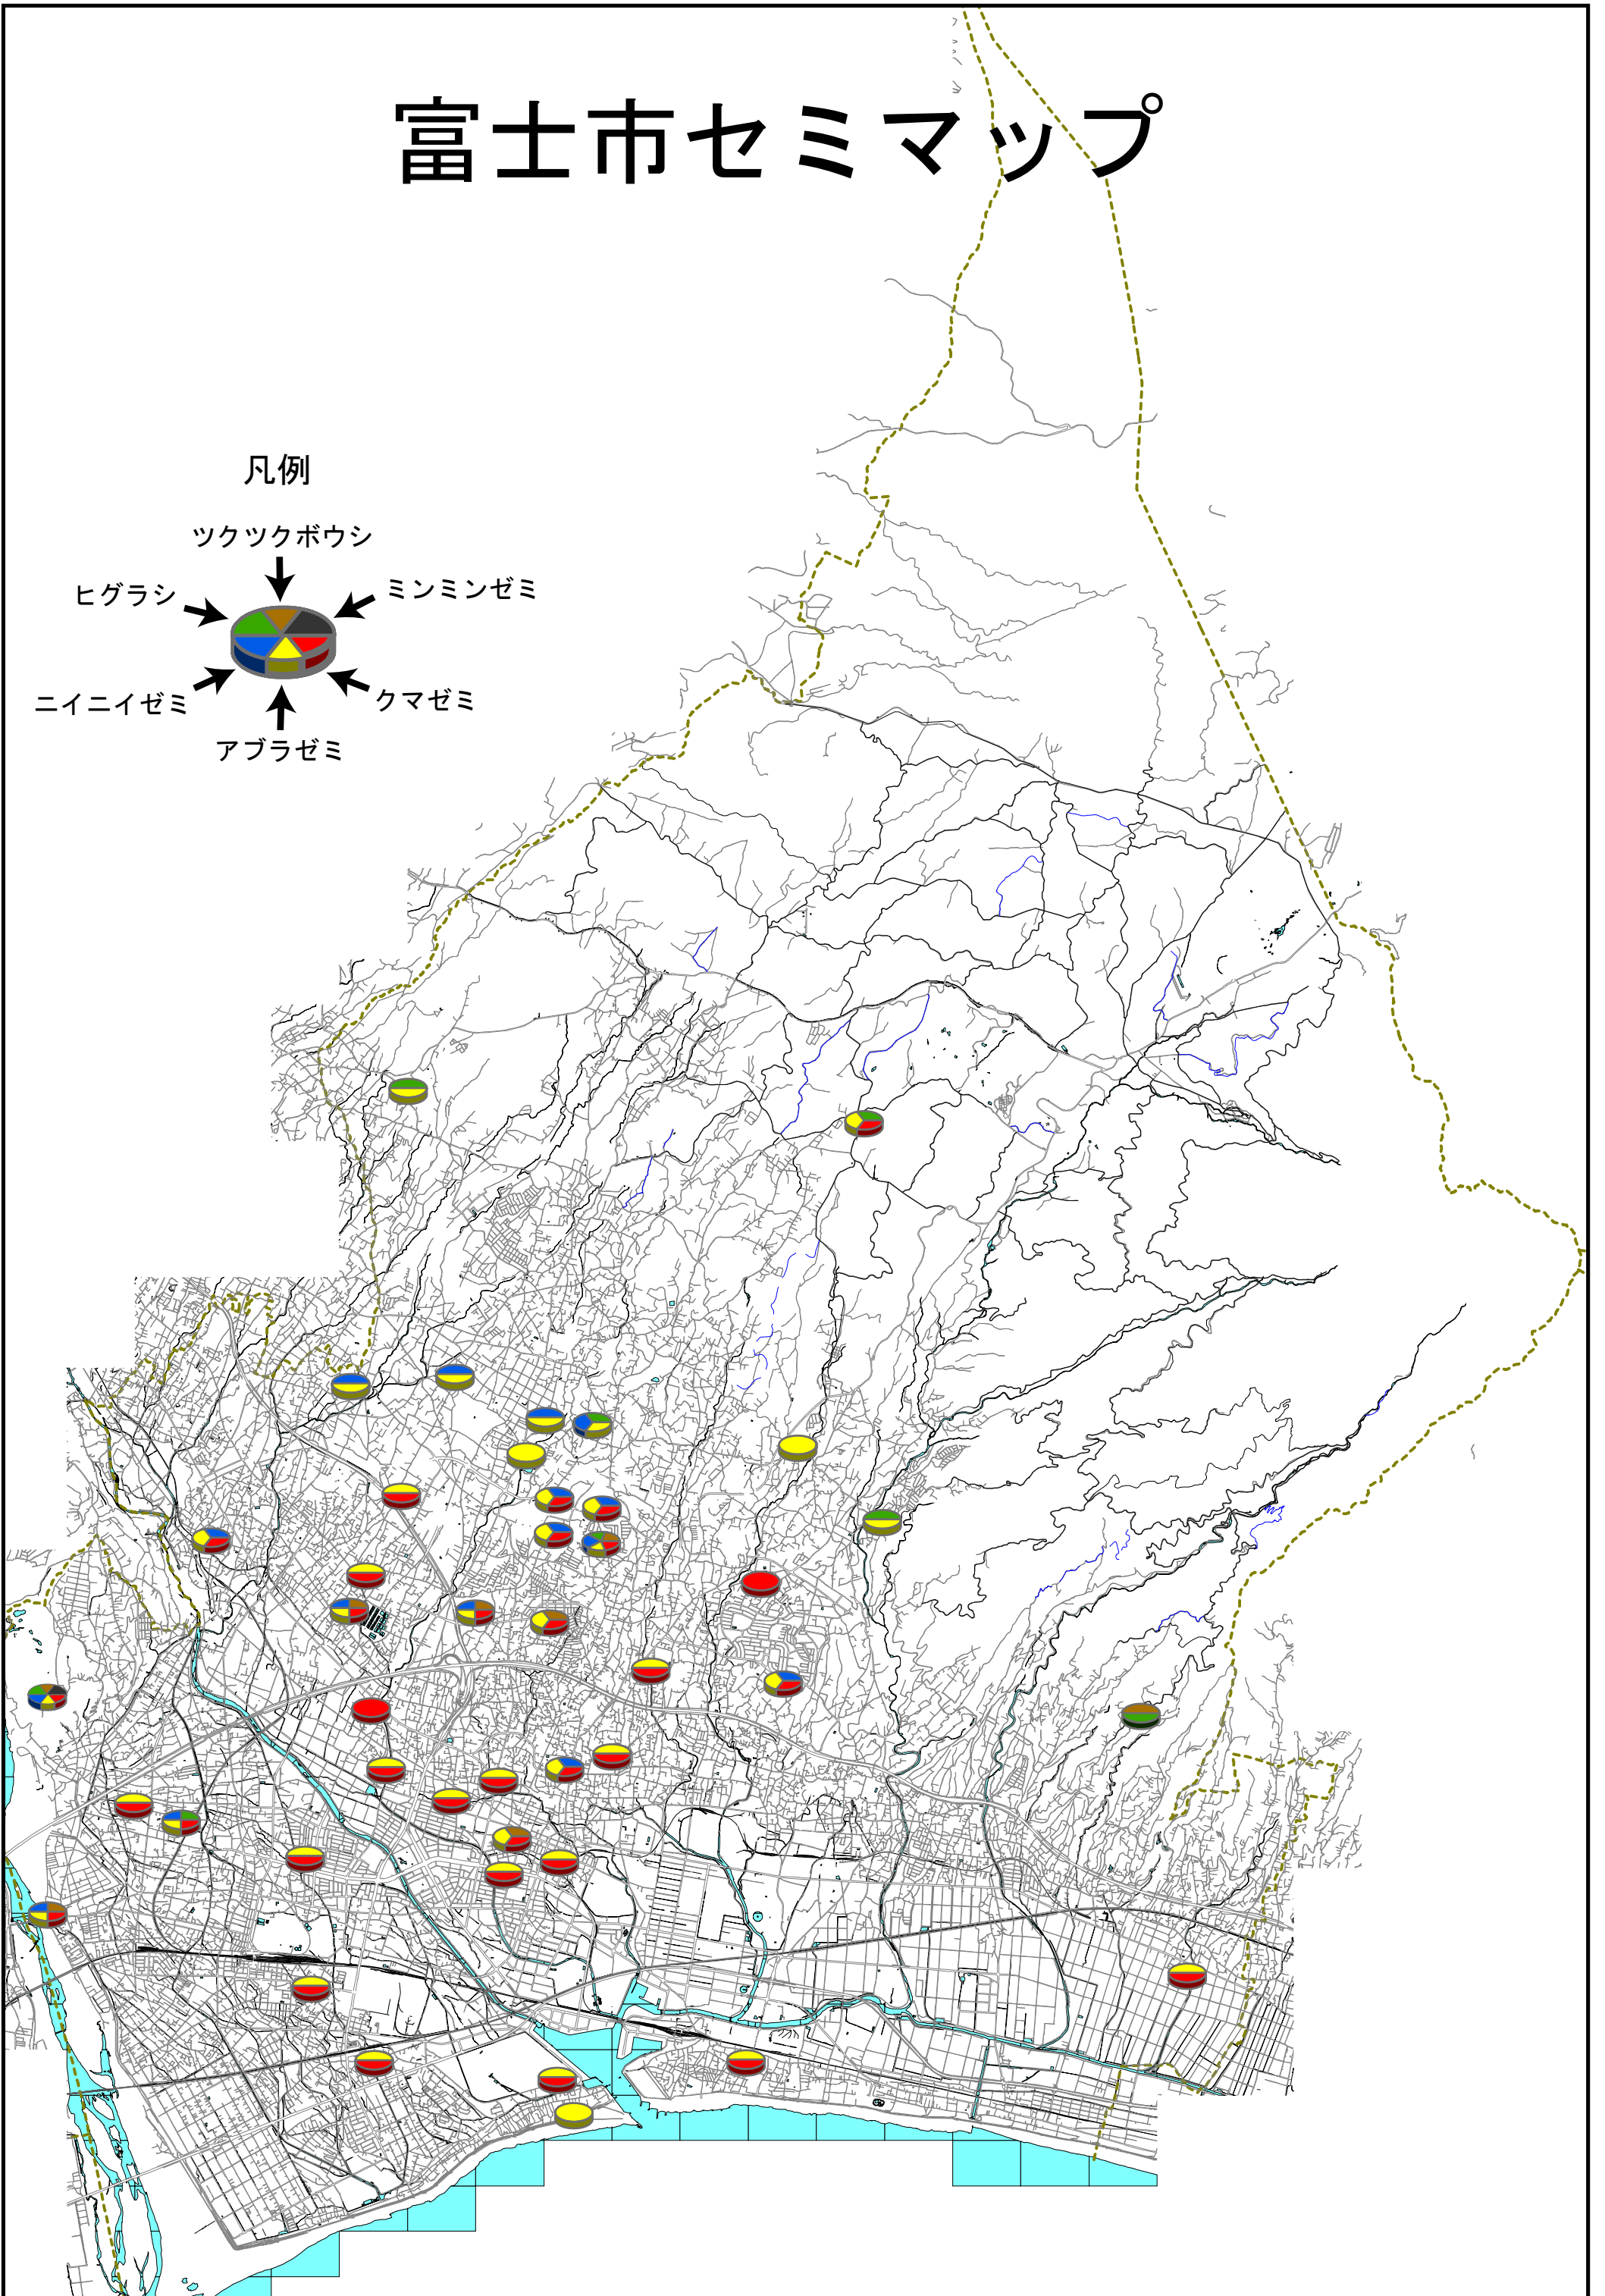 富士市セミマップ
凡例
ツクツクボウシ
ヒグラシ
ミンミンゼミ
ニイニイゼミ
クマゼミ
アブラゼミ